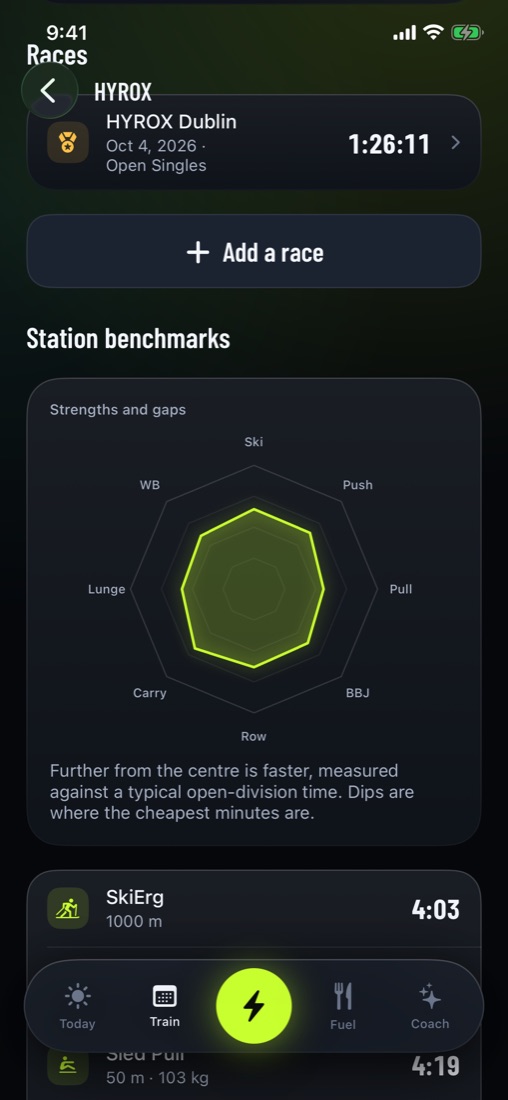 9:41
Races
HYROX
HYROX Dublin
Oct 4, 2026 ·
Open Singles
1:26:11
Add a race
Station benchmarks
Strengths and gaps
Ski
WB
Push
Lunge
Pull
Carry
BBJ
Row
Further from the centre is faster, measured
against a typical open-division time. Dips are
where the cheapest minutes are.
SkiErg
1000 m
4:03
Today
Train
Fuel
Coach
Sled Pull
50 m · 103 kg
4:19